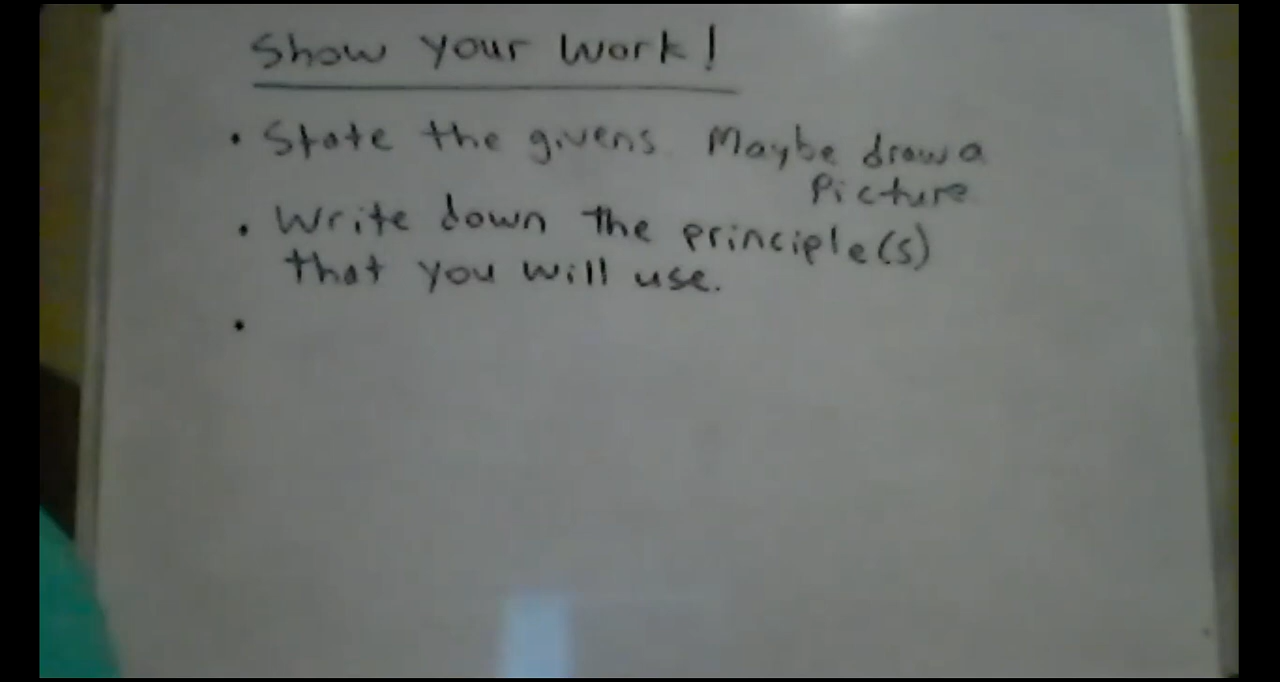 Show your work!
• State the givens. Maybe draw a
Picture
• Write down the principle(s)
that you will use.
•